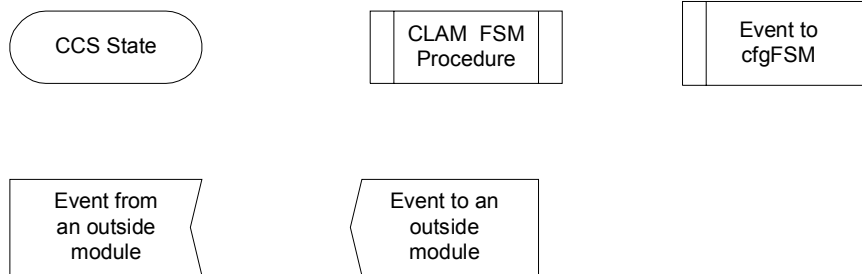 CCS State
CLAM FSM
Procedure
Event to
cfgFSM
Event from
an outside
module
Event to an
outside
module